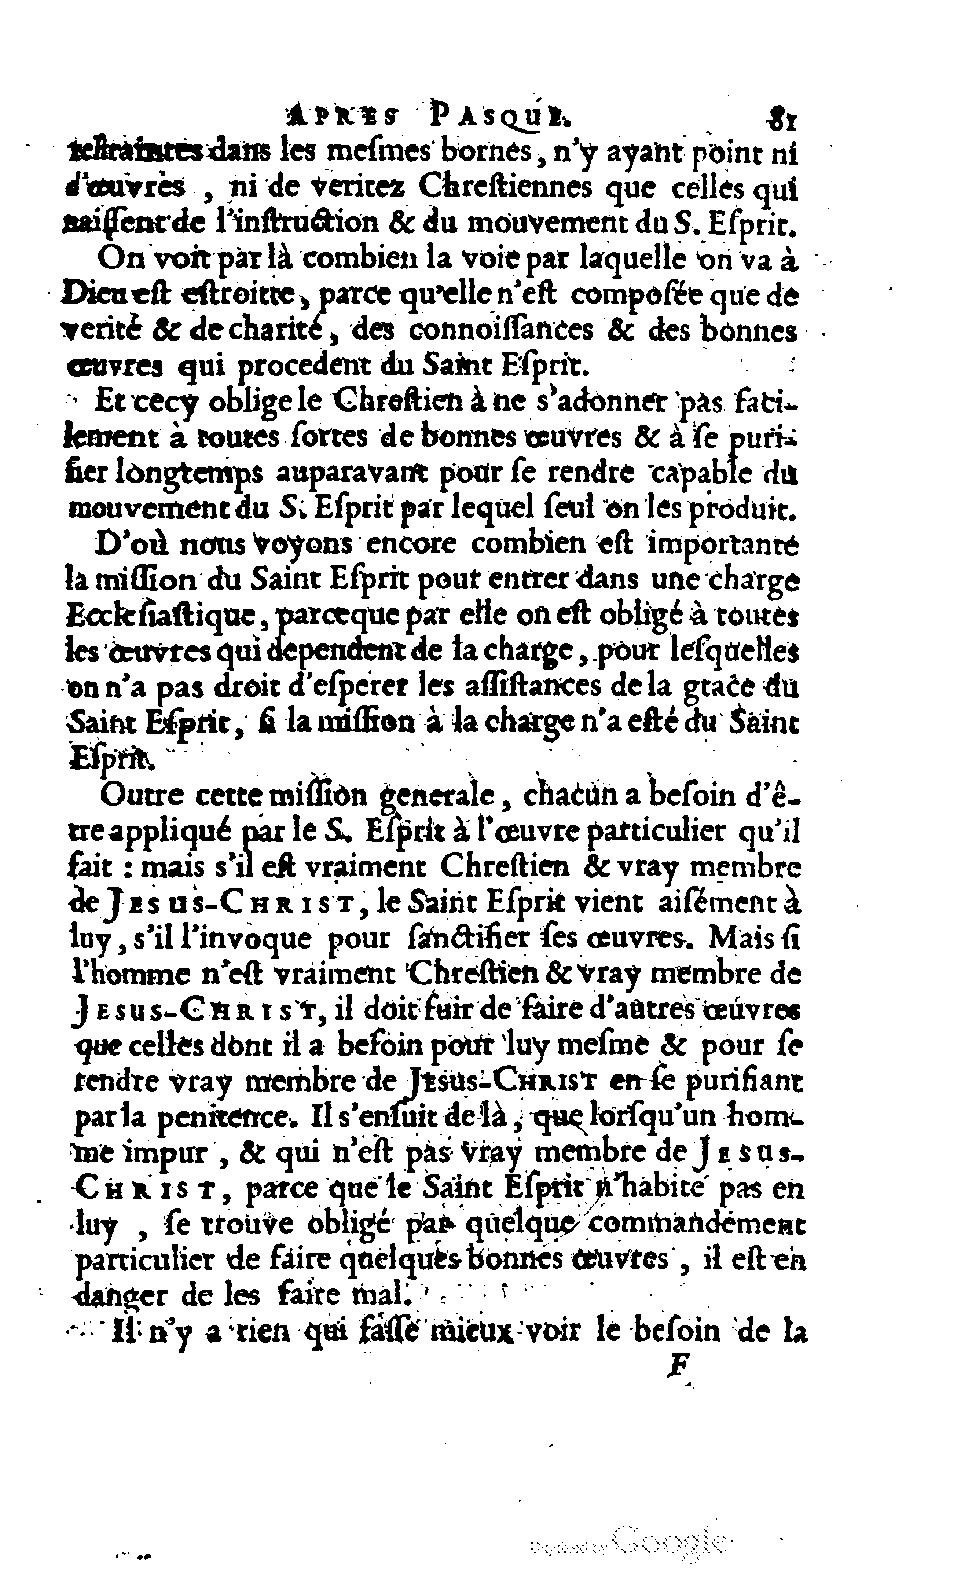 APRES PASQUE. 81
restraintes dans les meſmes bornes, n'y ayant point ni
d'œuvres, ni de veritez Chreſtiennes que celles qui
naiſſent de l'inſtruction & du mouvement du S. Eſprit.
On voit par là combien la voie par laquelle on va à
Dieu eſt eſtroitte, parce qu'elle n'eſt compoſée que de
verité & de charité, des connoiſſances & des bonnes
œuvres qui procedent du Saint Eſprit.
Et cecy oblige le Chreſtien à ne s'adonner pas faci-
lement à toutes ſortes de bonnes œuvres & à ſe puri-
fier longtemps auparavant pour ſe rendre capable du
mouvement du S. Eſprit par lequel ſeul on les produit.
D'où nous voyons encore combien eſt importante
la miſſion du Saint Eſprit pour entrer dans une charge
Eccleſiaſtique, parceque par elle on eſt obligé à toutes
les œuvres qui dependent de la charge, pour leſquelles
on n'a pas droit d'eſperer les aſſiſtances de la grace du
Saint Eſprit, ſi la miſſion à la charge n'a eſté du Saint
Eſprit.
Outre cette miſſion generale, chacun a beſoin d'ê-
tre appliqué par le S. Eſprit à l'œuvre particulier qu'il
fait : mais s'il eſt vraiment Chreſtien & vray membre
de JESUS-CHRIST, le Saint Eſprit vient aiſément à
luy, s'il l'invoque pour ſanctifier ſes œuvres. Mais ſi
l'homme n'eſt vraiment Chreſtien & vray membre de
JESUS-CHRIST, il doit fuir de faire d'autres œuvres
que celles dont il a beſoin pour luy meſme & pour ſe
rendre vray membre de JESUS-CHRIST en ſe purifiant
par la penitence. Il s'enſuit de là, que lorſqu'un hom-
me impur, & qui n'eſt pas vray membre de JESUS-
CHRIST, parce que le Saint Eſprit n'habite pas en
luy, ſe trouve obligé par quelque commandement
particulier de faire quelques bonnes œuvres, il eſt en
danger de les faire mal.
Il n'y a rien qui faſſe mieux voir le beſoin de la
F
Google